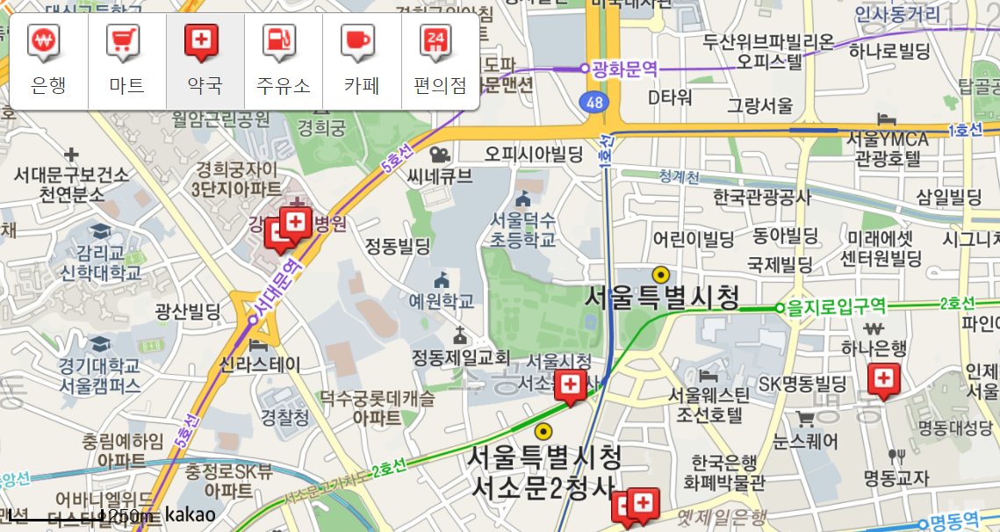 은행
마트
약국
주유소
카페
편의점
인사동거리
두산위브파빌리온
오피스텔
하나로빌딩
광화문역
48
D타워
그랑서울
탑골공
월암근린공원
경희궁
5호선
씨네큐브
오피시아빌딩
1호선
1호선
서울YMCA
관광호텔
청계천
서대문구보건소
천연분소
경희궁자이
3단지아파트
한국관광공사
삼일빌딩
병원
서울덕수
초등학교
정동빌딩
어린이빌딩
동아빌딩
미래에셋
센터원빌딩
시그니처
국제빌딩
감리교
신학대학교
서대문역
예원학교
서울특별시청
을지로입구역
2호선
광산빌딩
파인
하나은행
경기대학교
서울캠퍼스
신라스테이
정동제일교회
서울시청
인제
서울
SK명동빌딩
명동
서울웨스틴
조선호텔
덕수궁롯데캐슬
아파트
경찰청
5호선
눈스퀘어
명동대성당
충림예하임
아파트
서울특별시청
서소문2청사
2호선
한국은행
화폐박물관
명동교자
충정로SK뷰
아파트
서소문고가차도
어바니엘위드
더스타일아파트
250m
kakao
옛제일은행
명동역